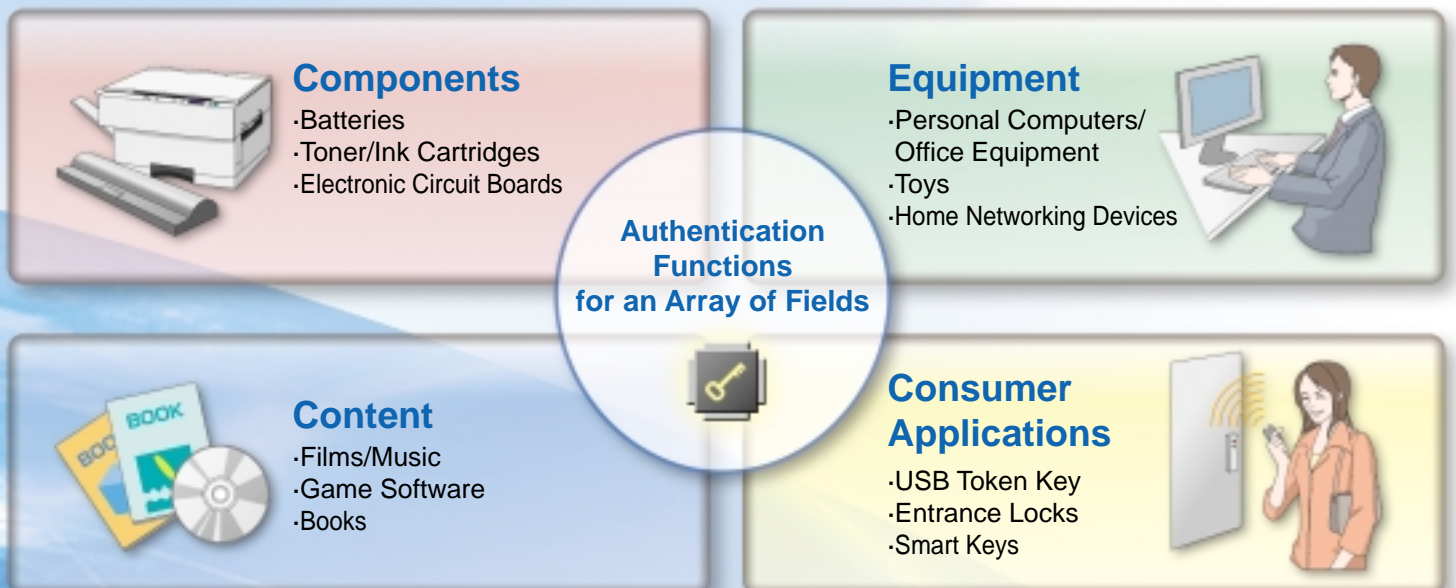 Components
·Batteries
·Toner/Ink Cartridges
·Electronic Circuit Boards
Equipment
·Personal Computers/
Office Equipment
·Toys
·Home Networking Devices
Authentication
Functions
for an Array of Fields
Content
·Films/Music
·Game Software
·Books
BOOK
BOOK
Consumer
Applications
·USB Token Key
·Entrance Locks
·Smart Keys